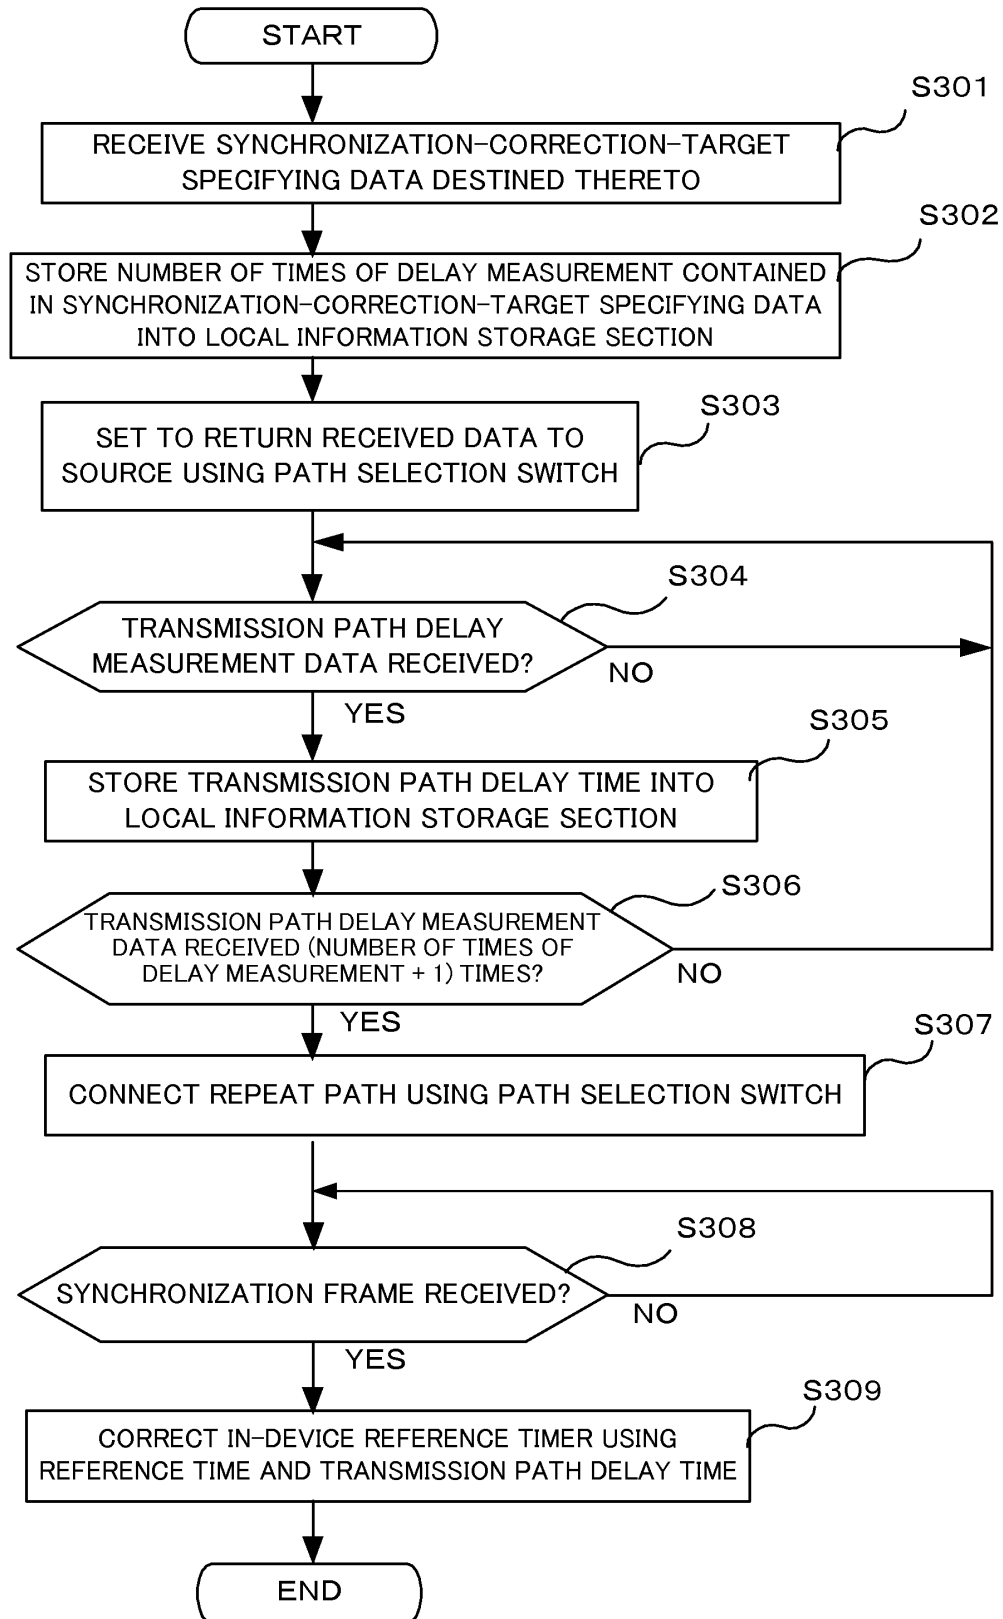 START
S301
RECEIVE SYNCHRONIZATION-CORRECTION-TARGET
SPECIFYING DATA DESTINED THERETO
S302
STORE NUMBER OF TIMES OF DELAY MEASUREMENT CONTAINED
IN SYNCHRONIZATION-CORRECTION-TARGET SPECIFYING DATA
INTO LOCAL INFORMATION STORAGE SECTION
S303
SET TO RETURN RECEIVED DATA TO
SOURCE USING PATH SELECTION SWITCH
S304
TRANSMISSION PATH DELAY
MEASUREMENT DATA RECEIVED?
NO
YES
S305
STORE TRANSMISSION PATH DELAY TIME INTO
LOCAL INFORMATION STORAGE SECTION
S306
TRANSMISSION PATH DELAY MEASUREMENT
DATA RECEIVED (NUMBER OF TIMES OF
DELAY MEASUREMENT + 1) TIMES?
NO
YES
S307
CONNECT REPEAT PATH USING PATH SELECTION SWITCH
S308
SYNCHRONIZATION FRAME RECEIVED?
NO
YES
S309
CORRECT IN-DEVICE REFERENCE TIMER USING
REFERENCE TIME AND TRANSMISSION PATH DELAY TIME
END